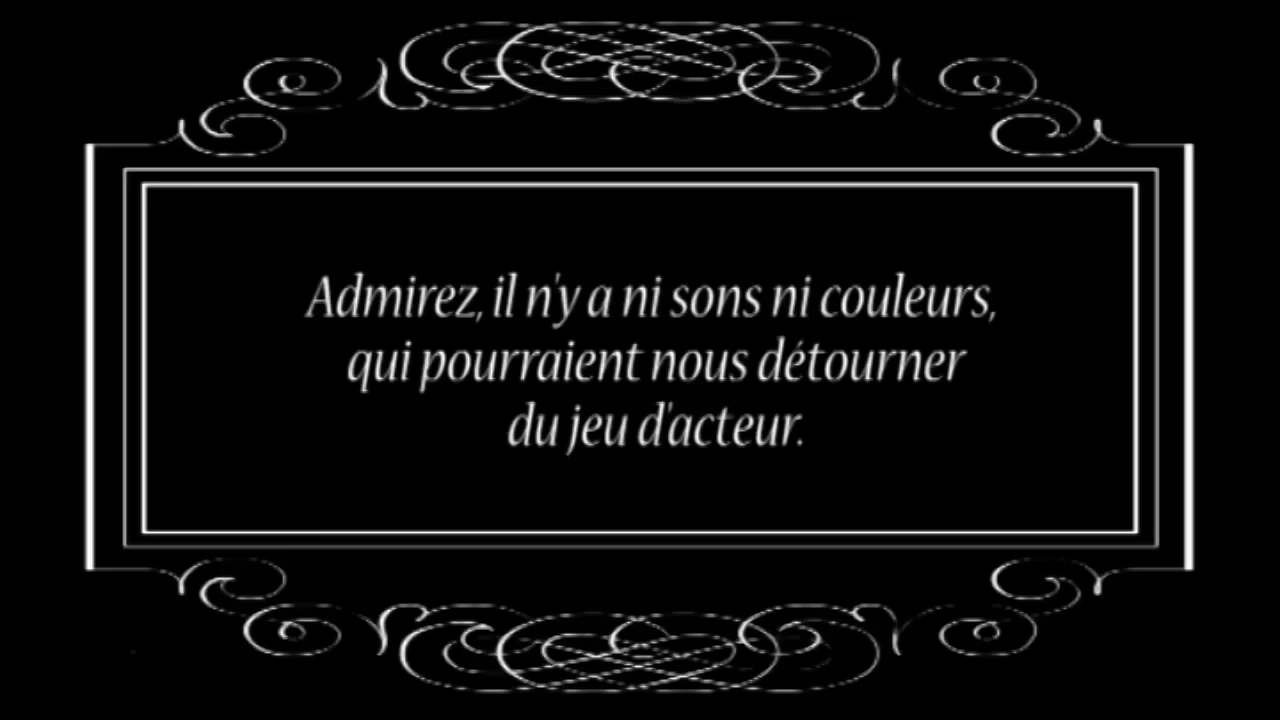 Admirez, il n'y a ni sons ni couleurs,
qui pourraient nous détourner
du jeu d'acteur.